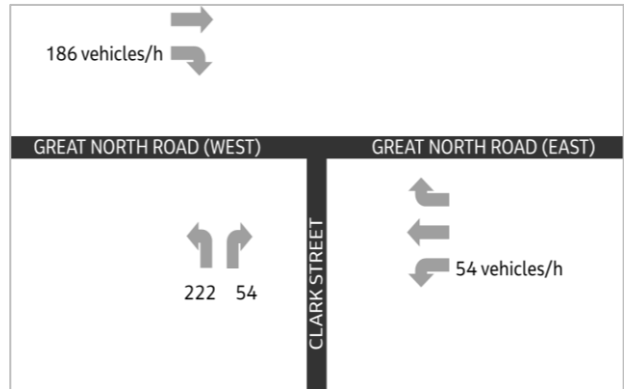 186 vehicles/h
GREAT NORTH ROAD (WEST)
GREAT NORTH ROAD (EAST)
CLARK STREET
222 54
54 vehicles/h